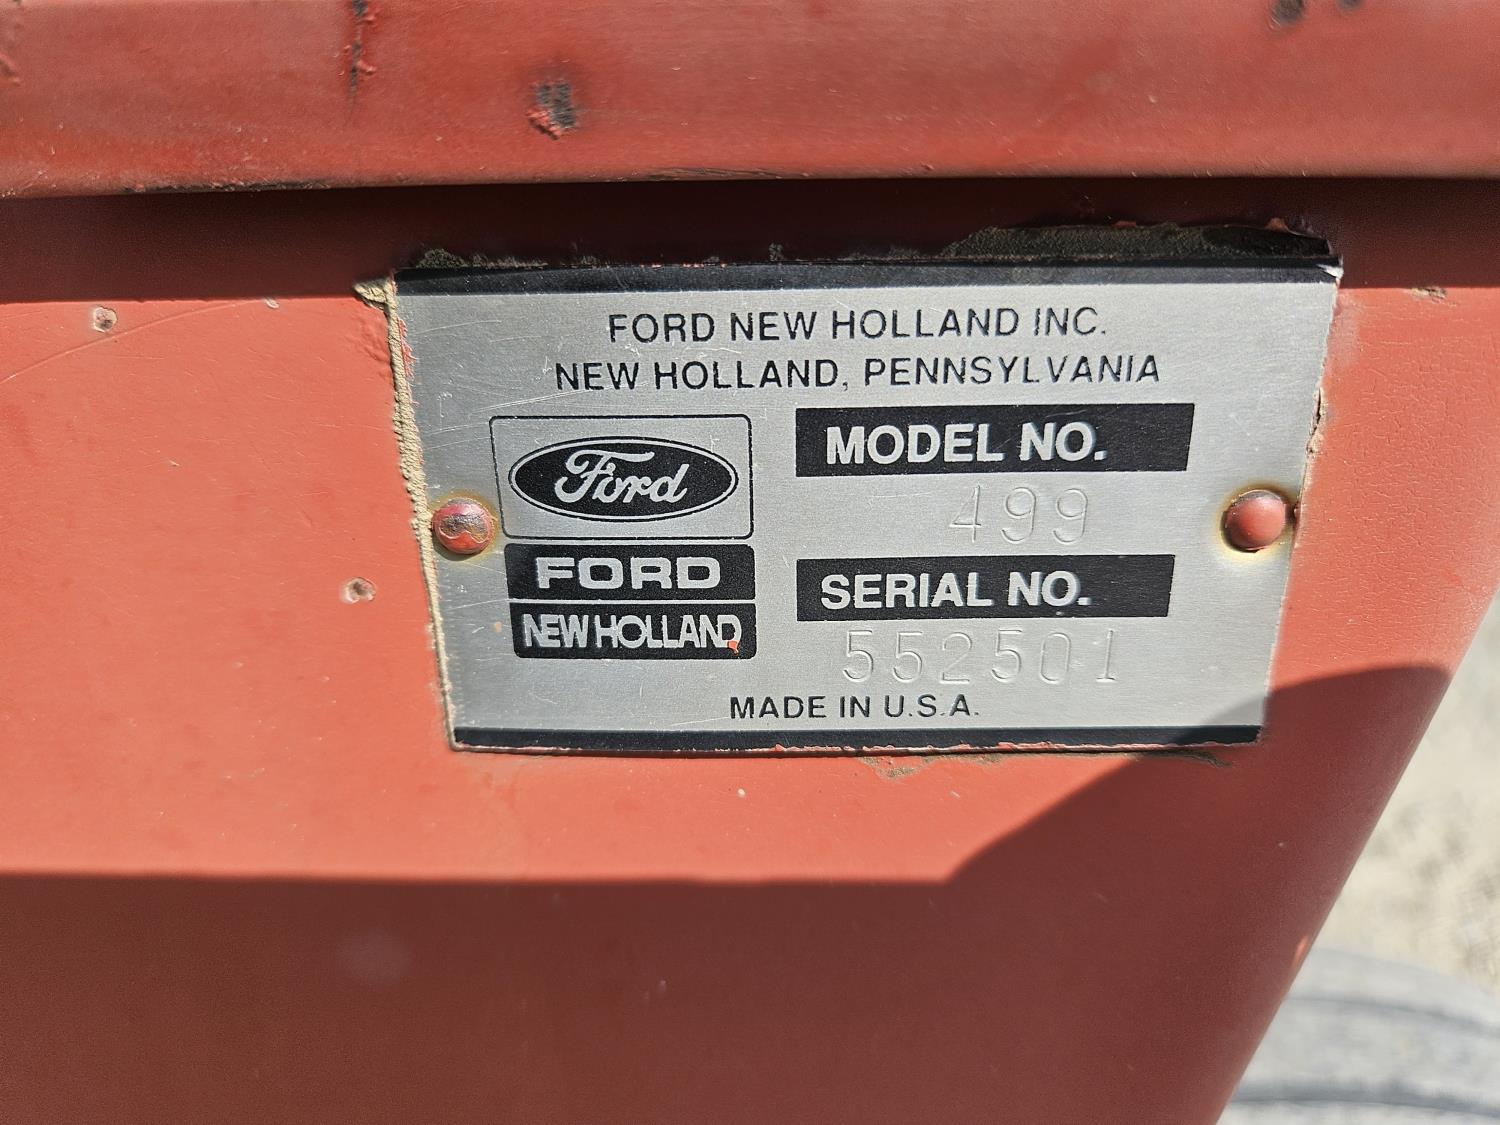 FORD NEW HOLLAND INC.
NEW HOLLAND, PENNSYLVANIA
Ford
FORD
NEW HOLLAND
MODEL NO.
499
SERIAL NO.
552501
MADE IN U.S.A.